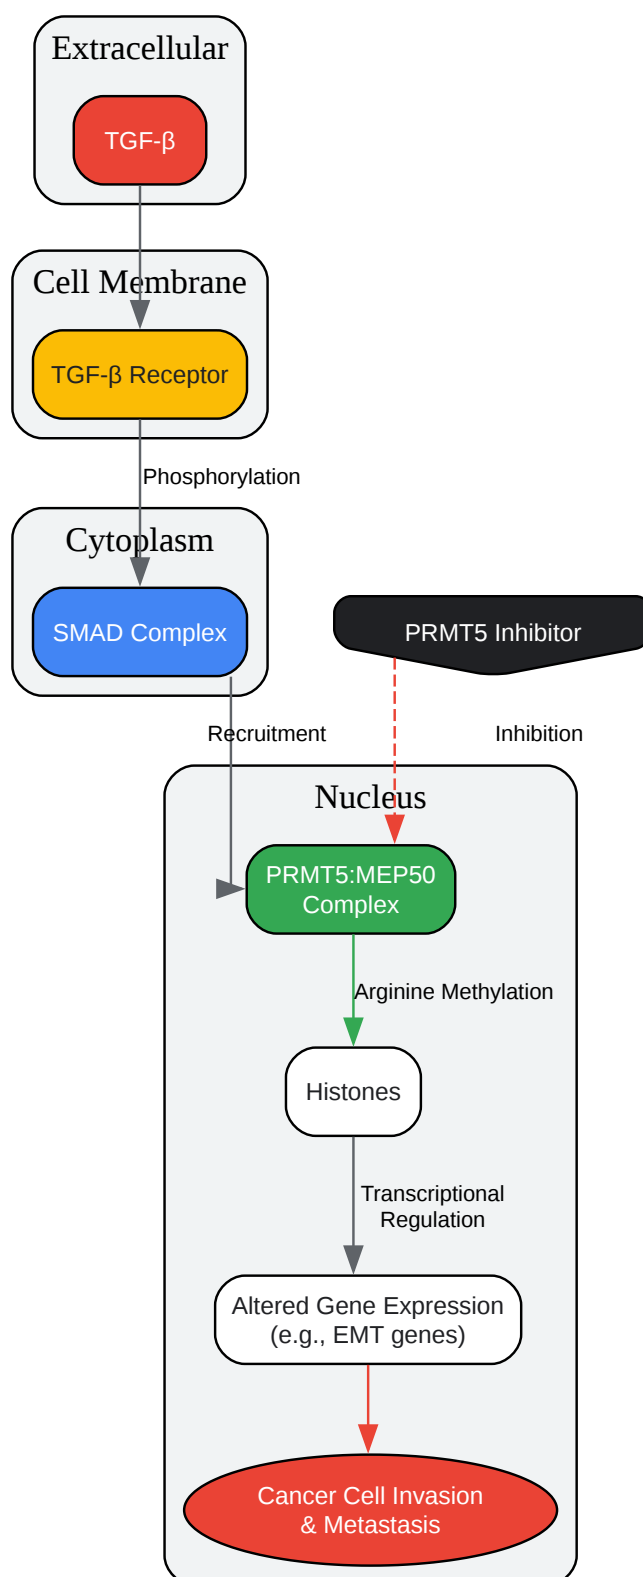 Extracellular
TGF-β
Cell Membrane
TGF-β Receptor
Phosphorylation
Cytoplasm
SMAD Complex
PRMT5 Inhibitor
Recruitment
Inhibition
Nucleus
PRMT5:MEP50
Complex
Arginine Methylation
Histones
Transcriptional
Regulation
Altered Gene Expression
(e.g., EMT genes)
Cancer Cell Invasion
& Metastasis